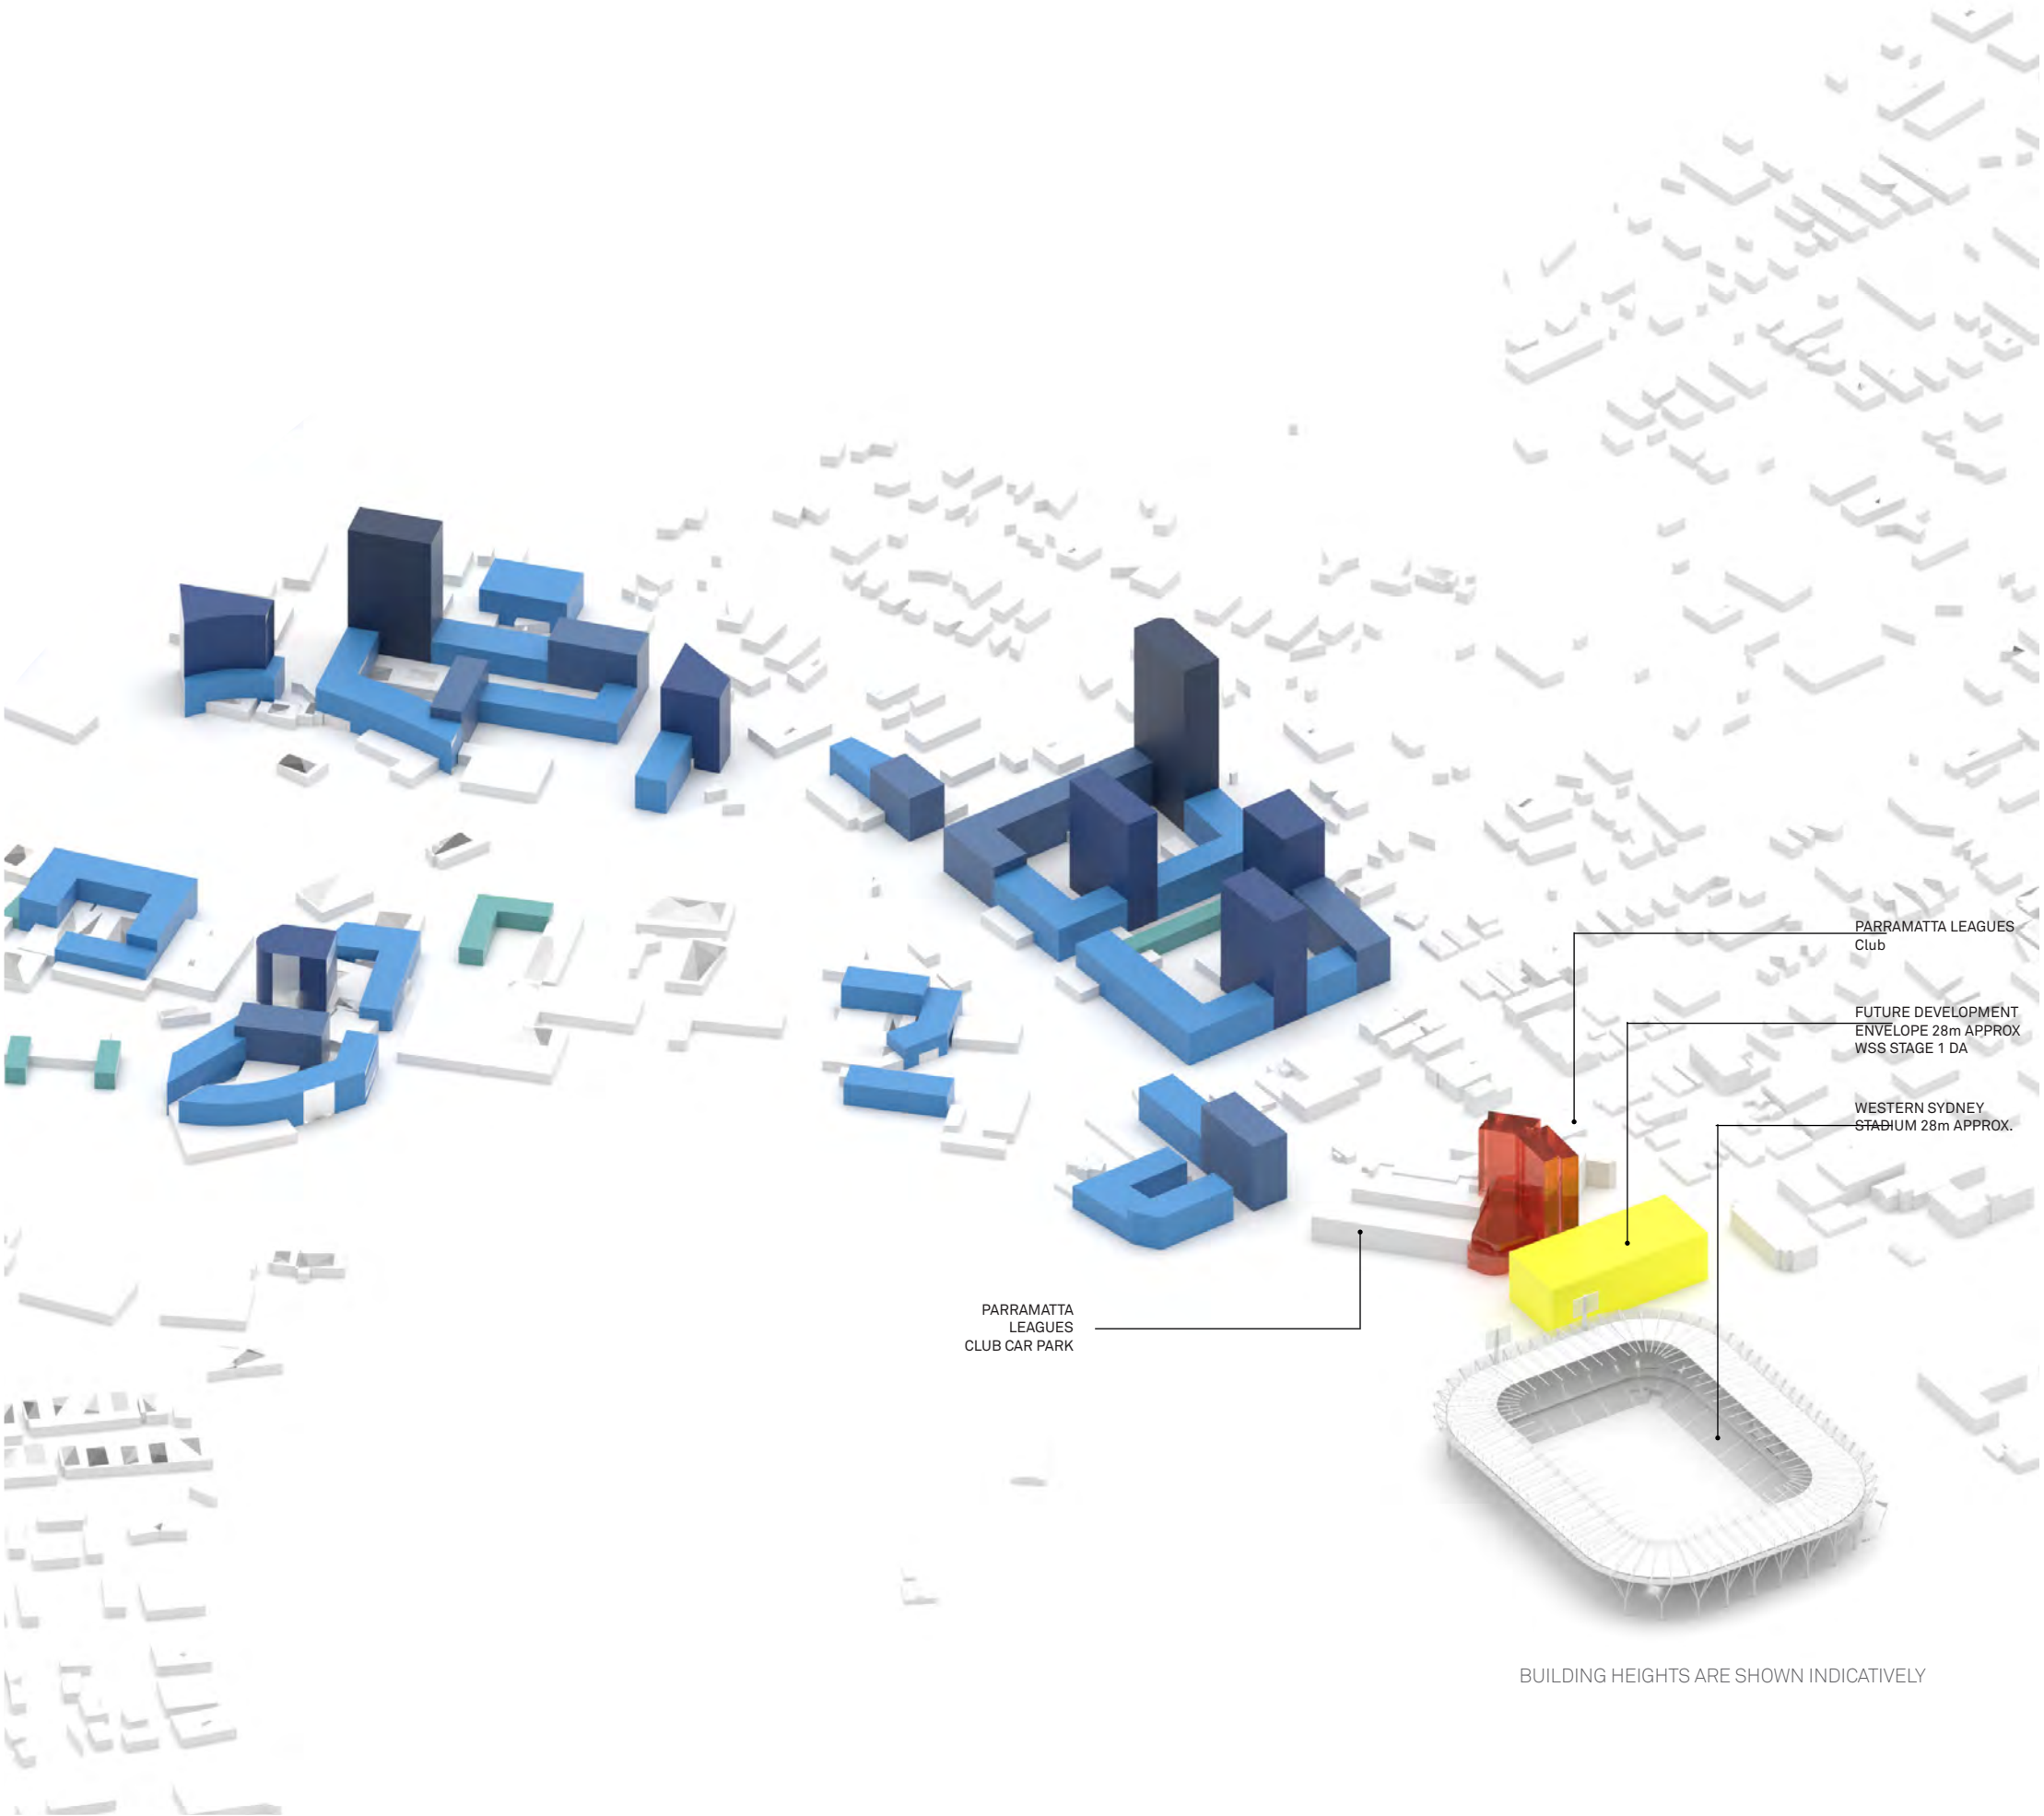 PARRAMATTA LEAGUES
Club
FUTURE DEVELOPMENT
ENVELOPE 28m APPROX
WSS STAGE 1 DA
WESTERN SYDNEY
STADIUM 28m APPROX.
PARRAMATTA
LEAGUES
CLUB CAR PARK
BUILDING HEIGHTS ARE SHOWN INDICATIVELY